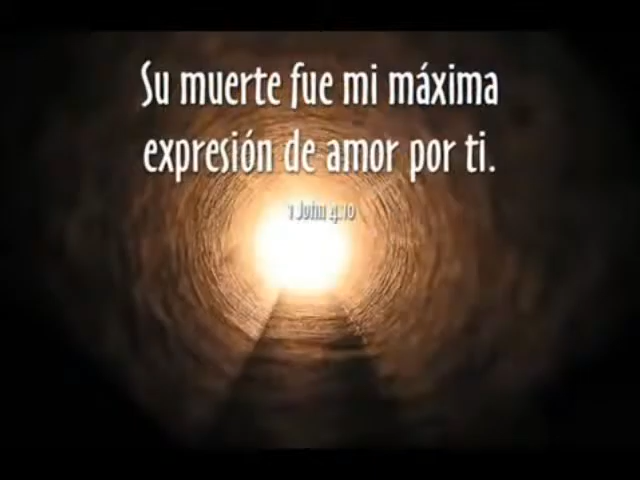 Su muerte fue mi máxima
expresión de amor por ti.
1 John 4:10